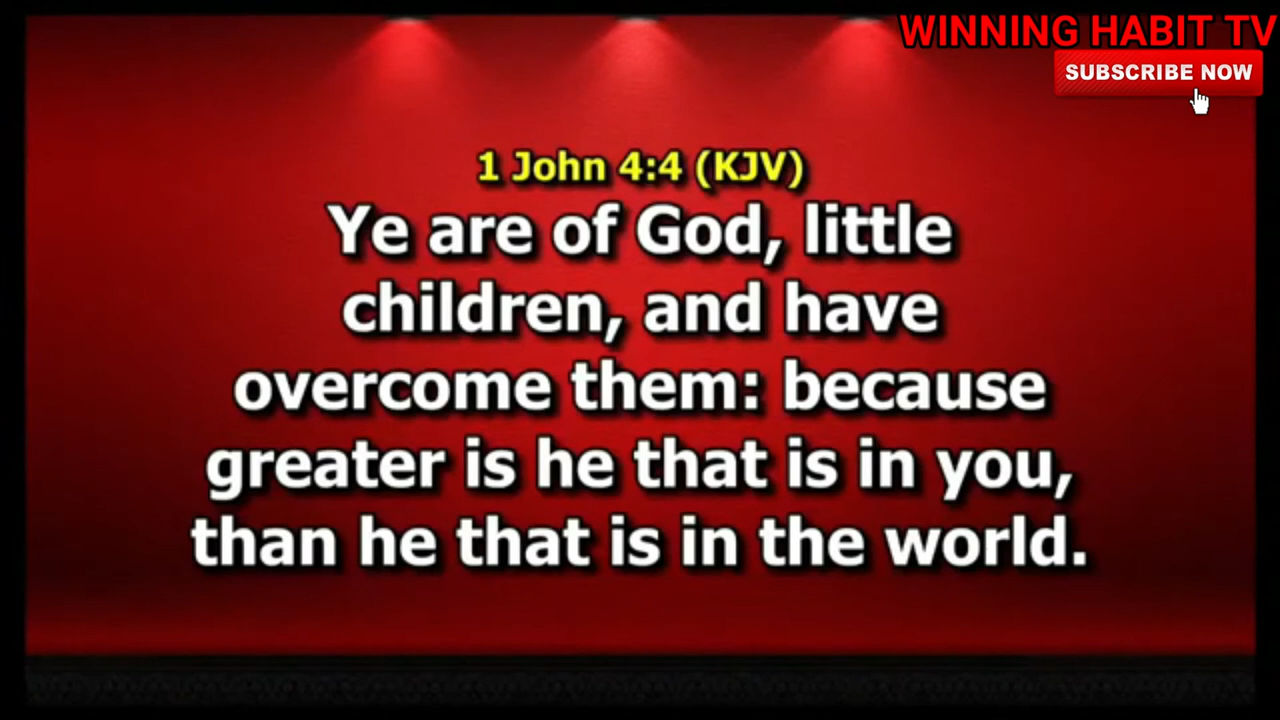 WINNING HABIT TV
SUBSCRIBE NOW
1 John 4:4 (KJV)
Ye are of God, little
children, and have
overcome them: because
greater is he that is in you,
than he that is in the world.